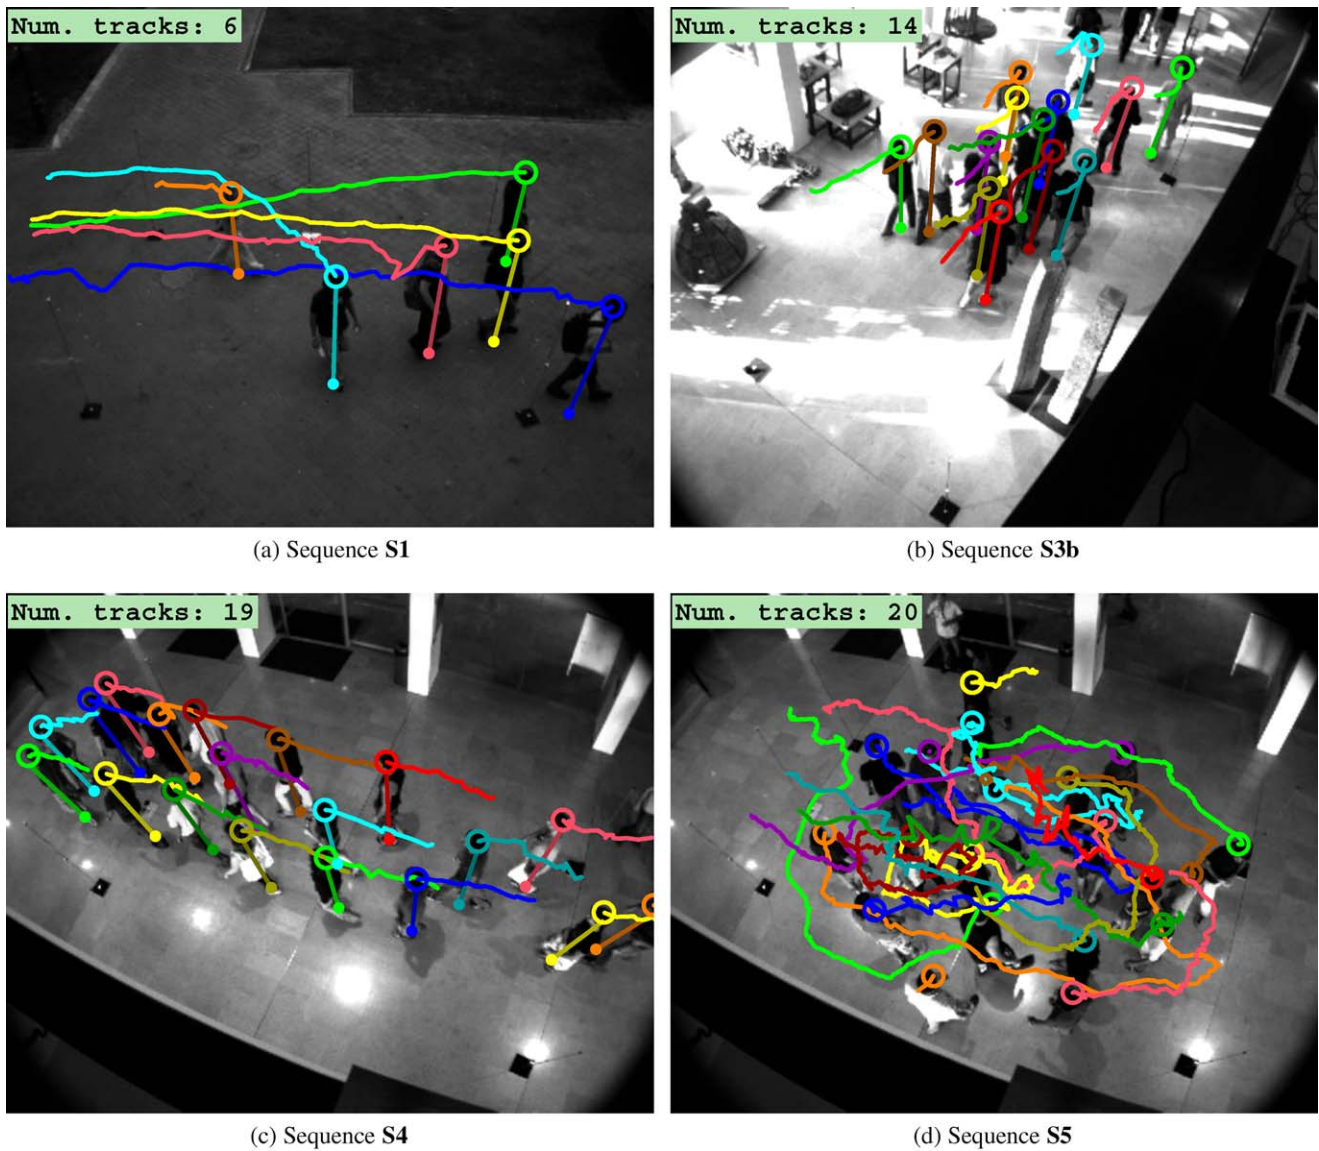 Num. tracks: 6
Num. tracks: 14
(a) Sequence S1
(b) Sequence S3b
Num. tracks: 19
Num. tracks: 20
(c) Sequence S4
(d) Sequence S5